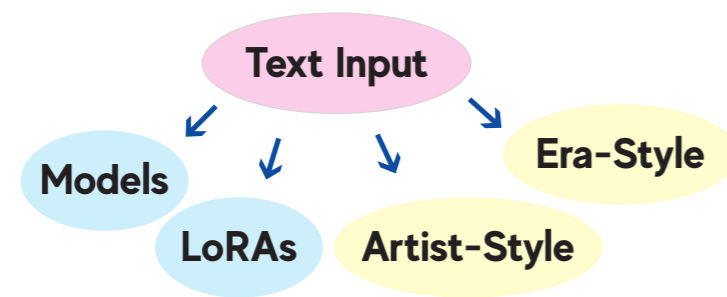 Text Input
Era-Style
Models
LoRAs
Artist-Style